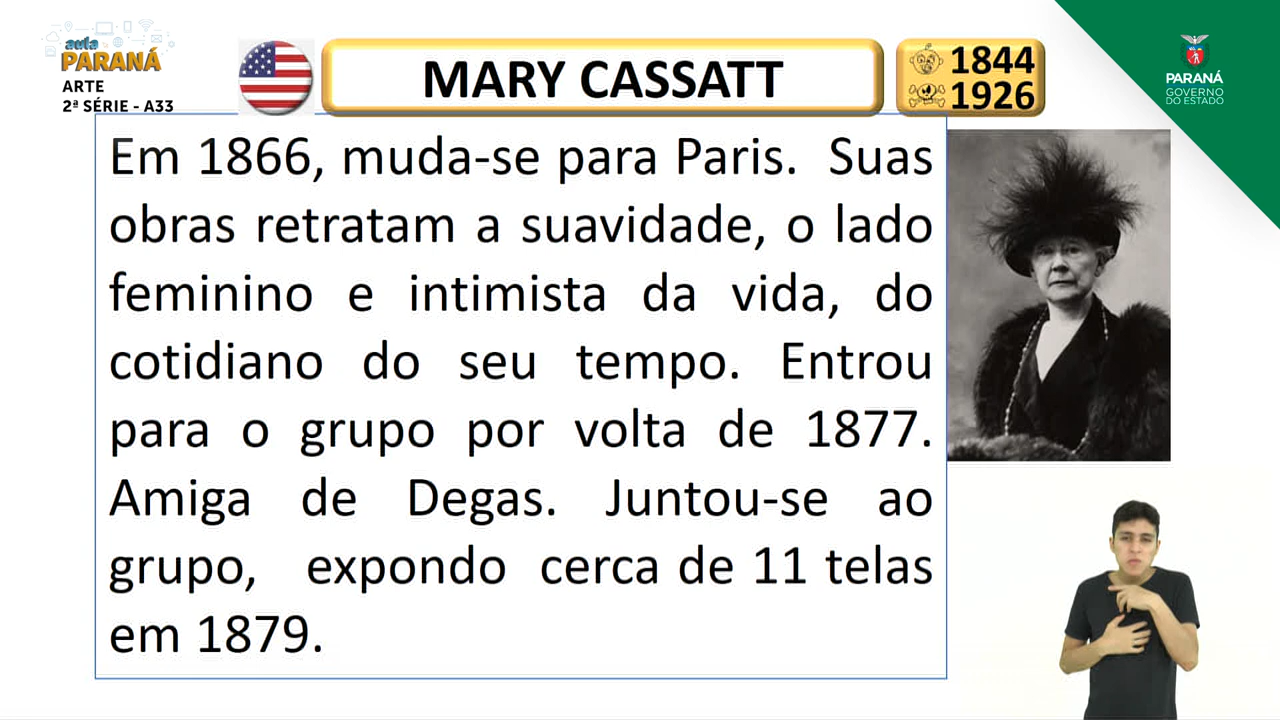 aula
PARANÁ
ARTE
2ª SÉRIE - A33
MARY CASSATT
1844
1926
PARANÁ
GOVERNO
DO ESTADO
Em 1866, muda-se para Paris. Suas
obras retratam a suavidade, o lado
feminino e intimista da vida, do
cotidiano do seu tempo. Entrou
para o grupo por volta de 1877.
Amiga de Degas. Juntou-se ao
grupo, expondo cerca de 11 telas
em 1879.